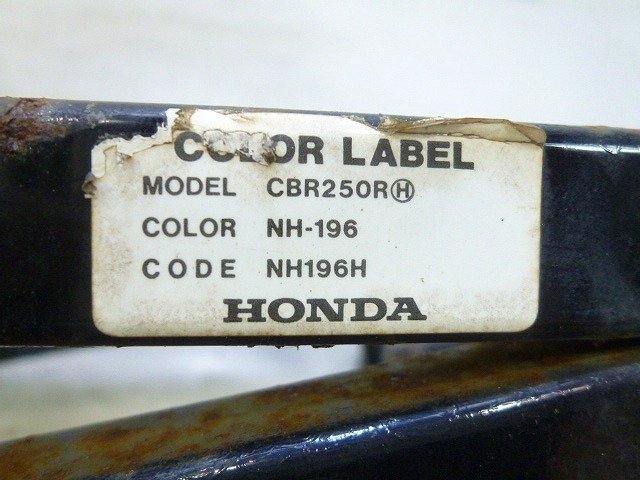 COLOR LABEL
MODEL CBR250RⒽ
COLOR NH-196
CODE NH196H
HONDA